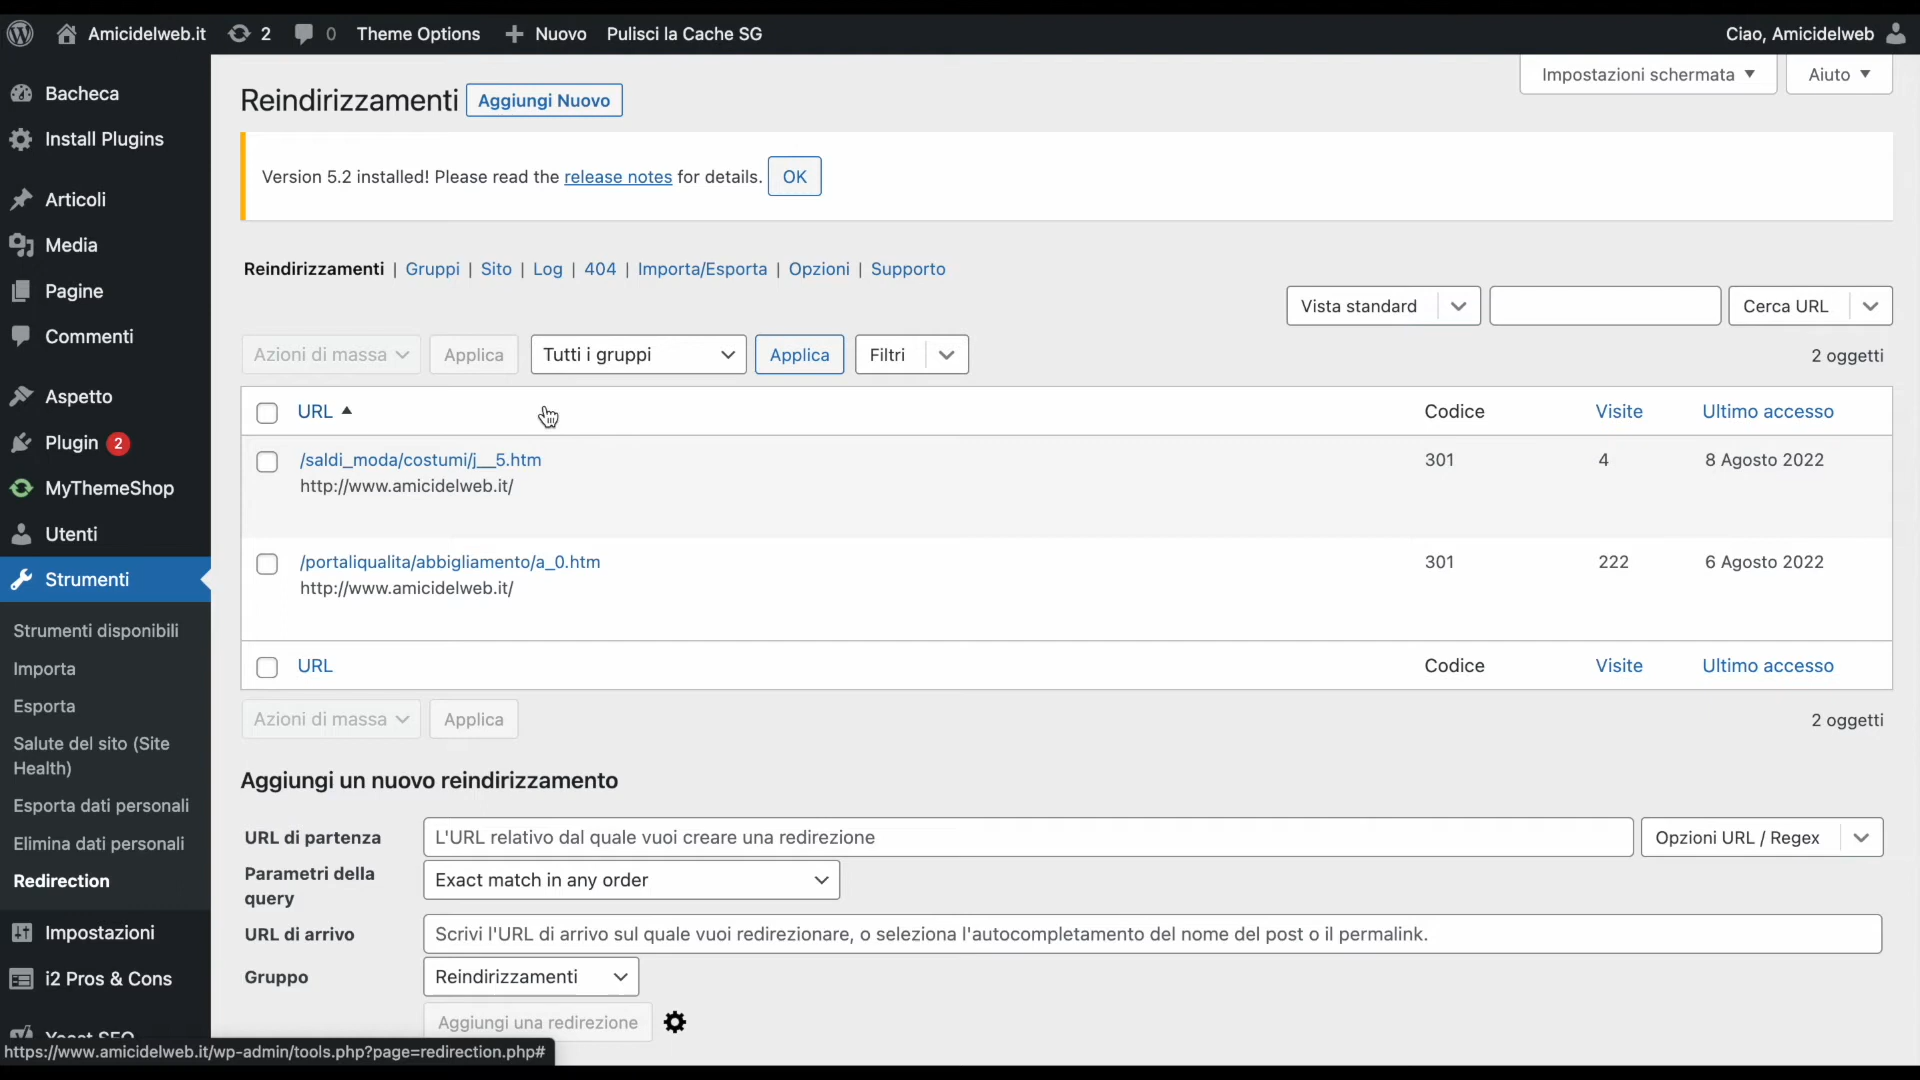 Amicidelweb.it 2 0 Theme Options Nuovo Pulisci la Cache SG Ciao, Amicidelweb
Impostazioni schermata Aiuto
Bacheca
Install Plugins
Articoli
Media
Pagine
Commenti
Aspetto
Plugin 2
MyThemeShop
Utenti
Strumenti
Strumenti disponibili
Importa
Esporta
Salute del sito (Site
Health)
Esporta dati personali
Elimina dati personali
Redirection
Impostazioni
i2 Pros & Cons
Yoast SEO
https://www.amicidelweb.it/wp-admin/tools.php?page=redirection.php#
Reindirizzamenti Aggiungi Nuovo
Version 5.2 installed! Please read the release notes for details. OK
Reindirizzamenti | Gruppi | Sito | Log | 404 | Importa/Esporta | Opzioni | Supporto
Vista standard Cerca URL
Azioni di massa Applica Tutti i gruppi Applica Filtri 2 oggetti
URL Codice Visite Ultimo accesso
/saldi_moda/costumi/j__5.htm 301 4 8 Agosto 2022
http://www.amicidelweb.it/
/portaliqualita/abbigliamento/a_0.htm 301 222 6 Agosto 2022
http://www.amicidelweb.it/
URL Codice Visite Ultimo accesso
Azioni di massa Applica 2 oggetti
Aggiungi un nuovo reindirizzamento
URL di partenza L'URL relativo dal quale vuoi creare una redirezione Opzioni URL / Regex
Parametri della
query
Exact match in any order
URL di arrivo Scrivi l'URL di arrivo sul quale vuoi redirezionare, o seleziona l'autocompletamento del nome del post o il permalink.
Gruppo Reindirizzamenti
Aggiungi una redirezione